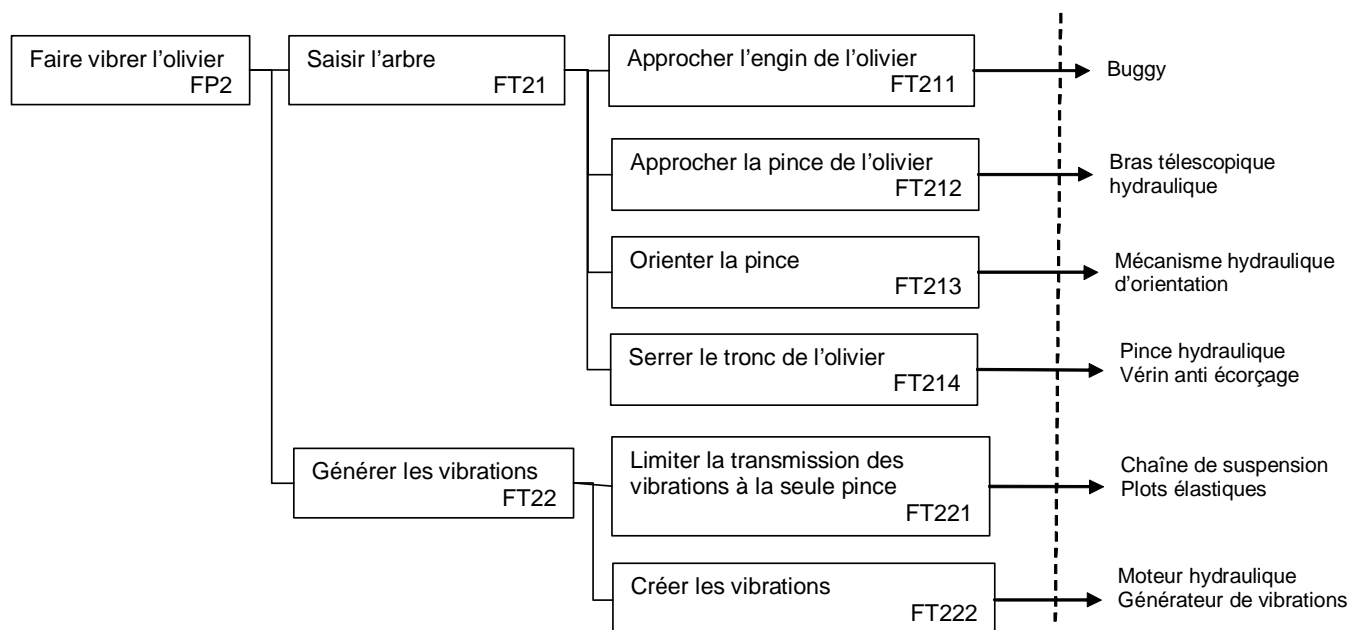 Faire vibrer l'olivier
FP2
Saisir l'arbre
FT21
Approcher l'engin de l'olivier
FT211
Buggy
Approcher la pince de l'olivier
FT212
Bras télescopique
hydraulique
Orienter la pince
FT213
Mécanisme hydraulique
d'orientation
Serrer le tronc de l'olivier
FT214
Pince hydraulique
Vérin anti écorçage
Générer les vibrations
FT22
Limiter la transmission des
vibrations à la seule pince
FT221
Chaîne de suspension
Plots élastiques
Créer les vibrations
FT222
Moteur hydraulique
Générateur de vibrations